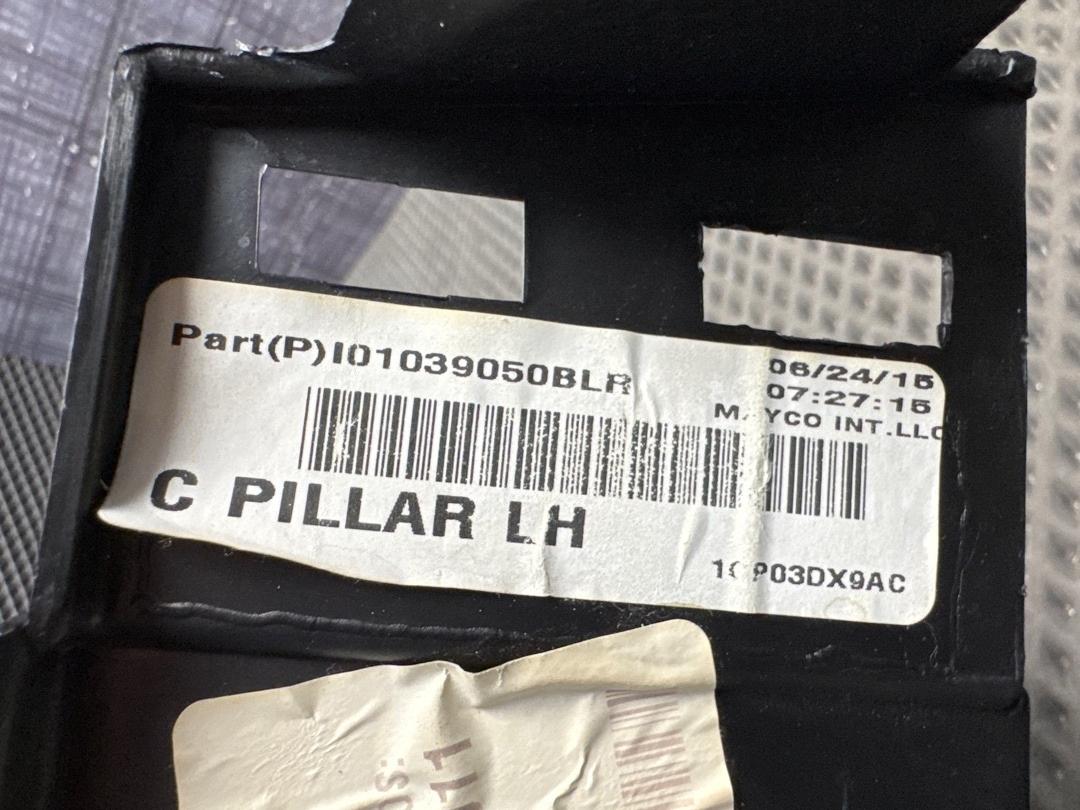 Part(P)I01039050BLR
06/24/15
07:27:15
MAYCO INT.LLC
C PILLAR LH